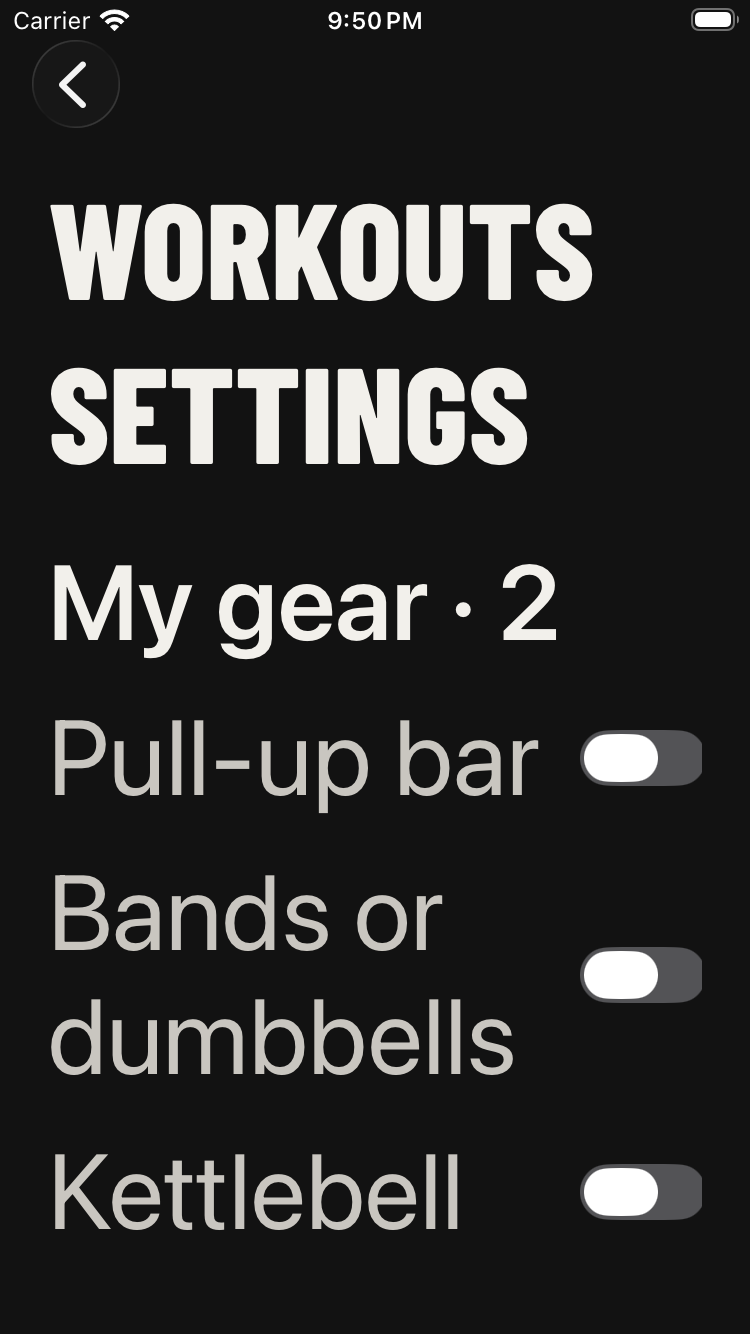 Carrier 9:50 PM
WORKOUTS
SETTINGS
My gear · 2
Pull-up bar
Bands or
dumbbells
Kettlebell